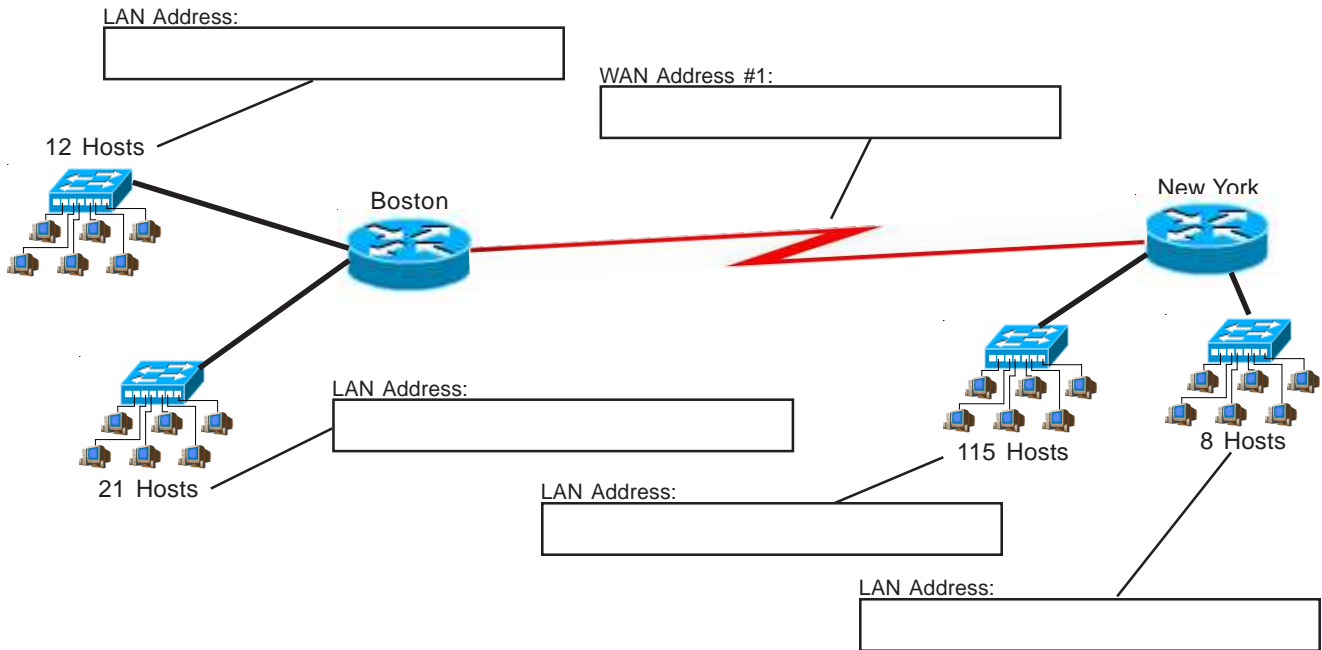 LAN Address:
WAN Address #1:
12 Hosts
Boston
New York
LAN Address:
21 Hosts
115 Hosts
8 Hosts
LAN Address:
LAN Address: